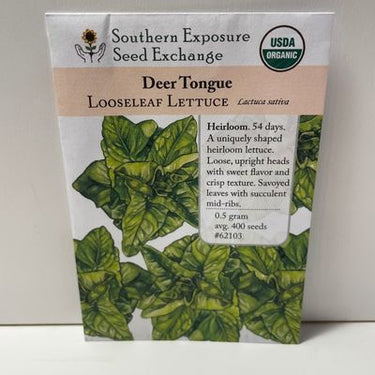 Southern Exposure
Seed Exchange
USDA
ORGANIC
Deer Tongue
LOOSELEAF LETTUCE Lactuca sativa
Heirloom. 54 days.
A uniquely shaped
heirloom lettuce.
Loose, upright heads
with sweet flavor and
crisp texture. Savoyed
leaves with succulent
mid-ribs.
0.5 gram
avg. 400 seeds
#62103